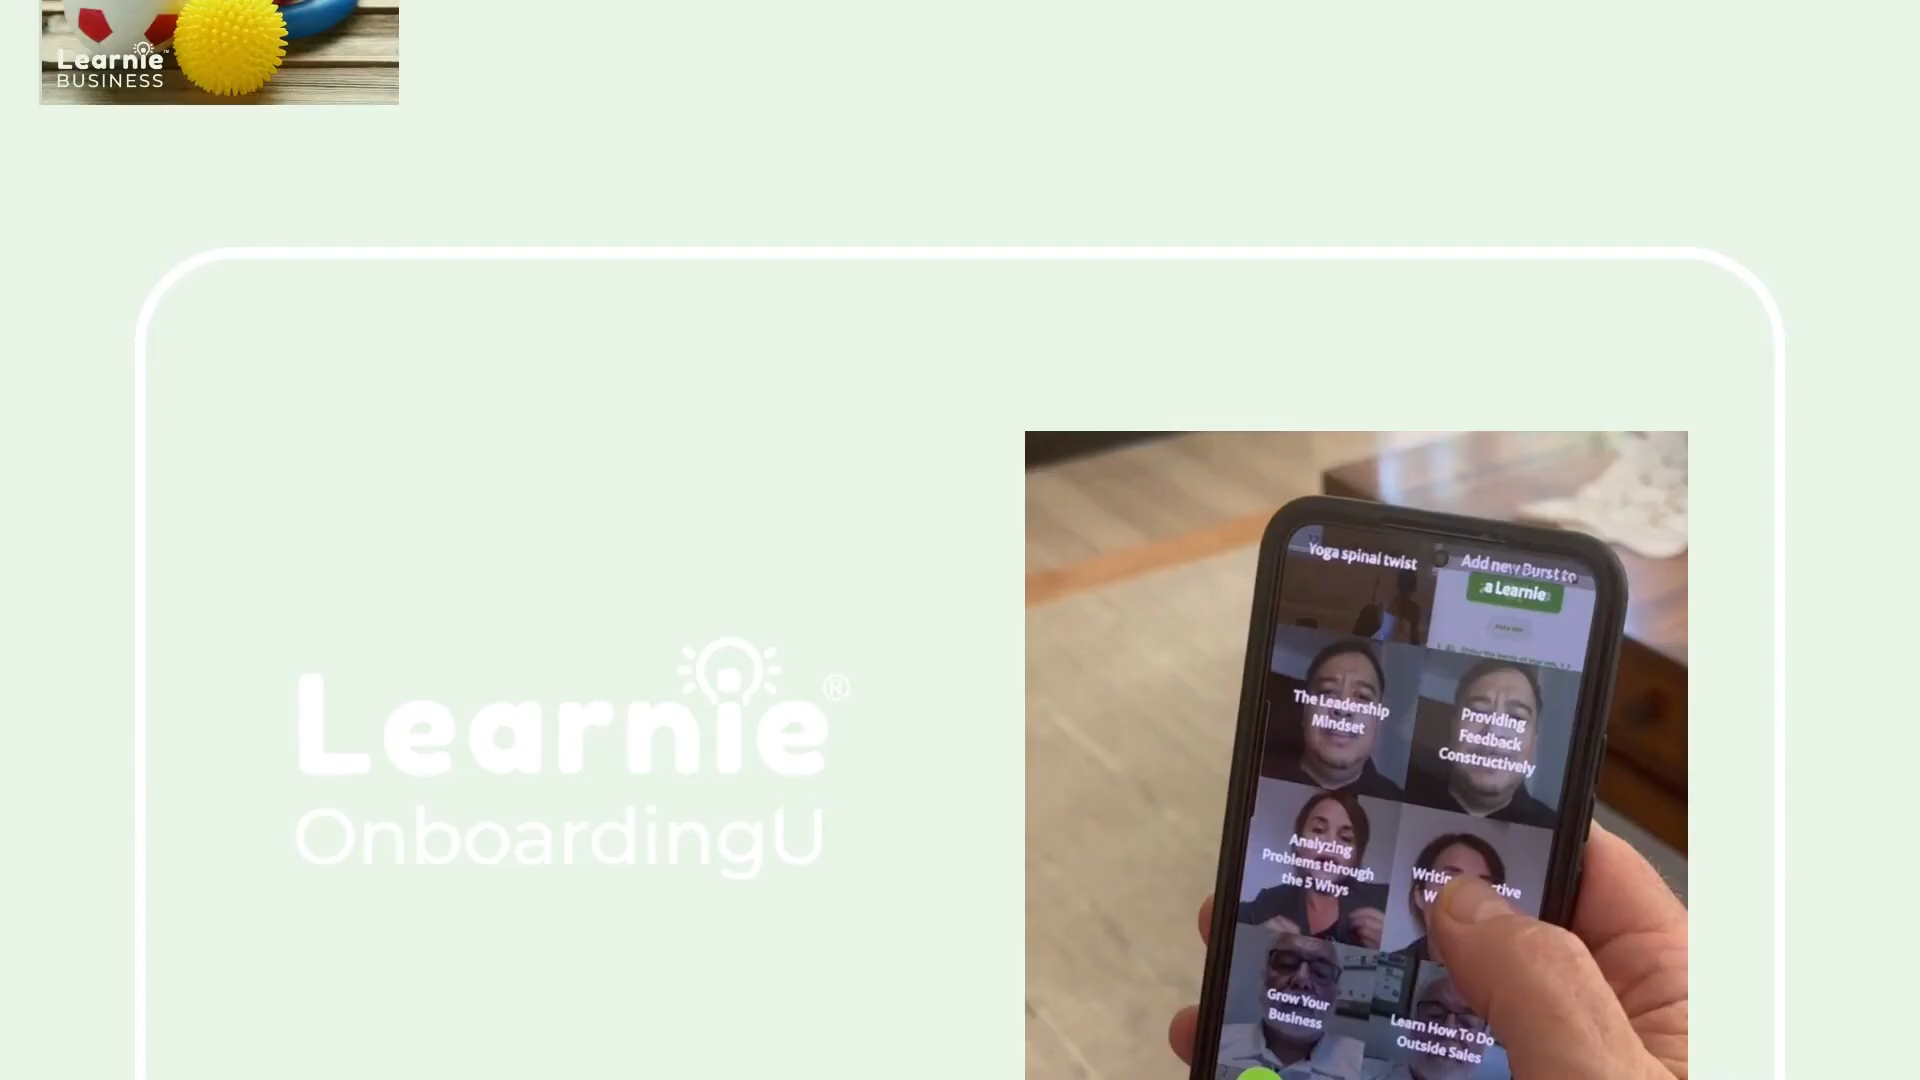 Learnie™
BUSINESS
Learnie®
OnboardingU
Yoga spinal twist
Add new Burst to
a Learnie
The Leadership
Mindset
Providing
Feedback
Constructively
Analyzing
Problems through
the 5 Whys
Grow Your
Business
Learn How To Do
Outside Sales